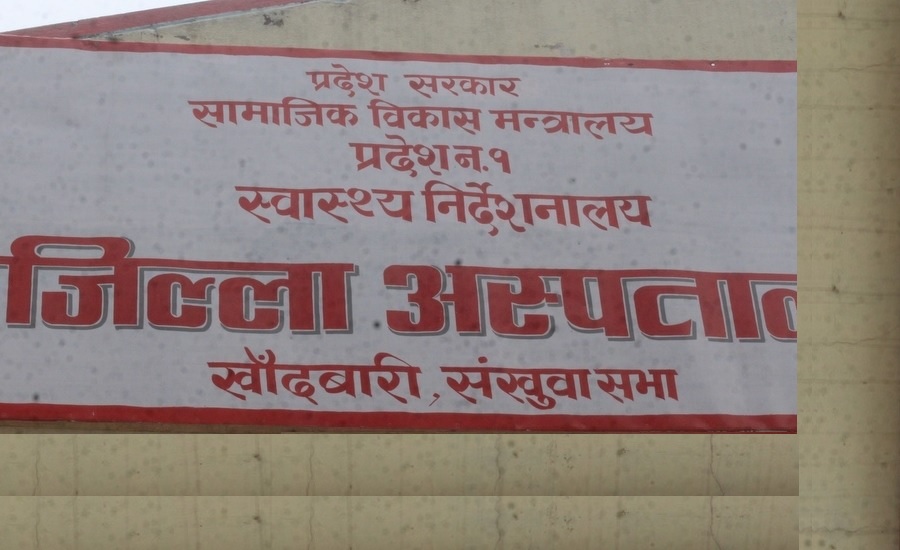 प्रदेश सरकार
सामाजिक विकास मन्त्रालय
प्रदेश न.१
स्वास्थ्य निर्देशनालय
जिल्ला अस्पताल
खाँदबारी, संखुवा सभा